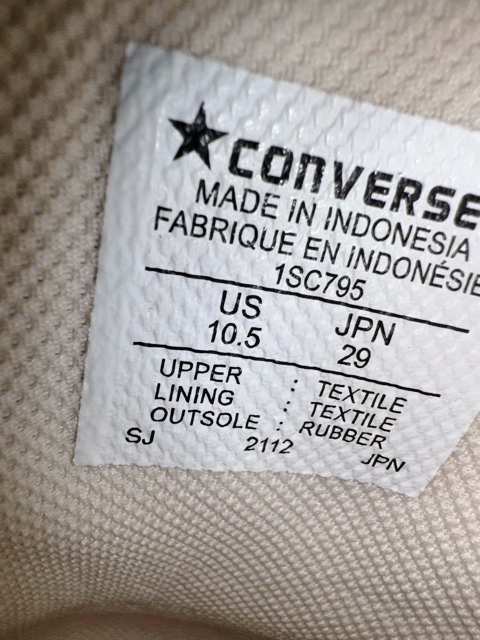 ★CONVERSE
MADE IN INDONESIA
FABRIQUE EN INDONÉSIE
1SC795
US JPN
10.5 29
UPPER : TEXTILE
LINING : TEXTILE
OUTSOLE : RUBBER
SJ 2112 JPN